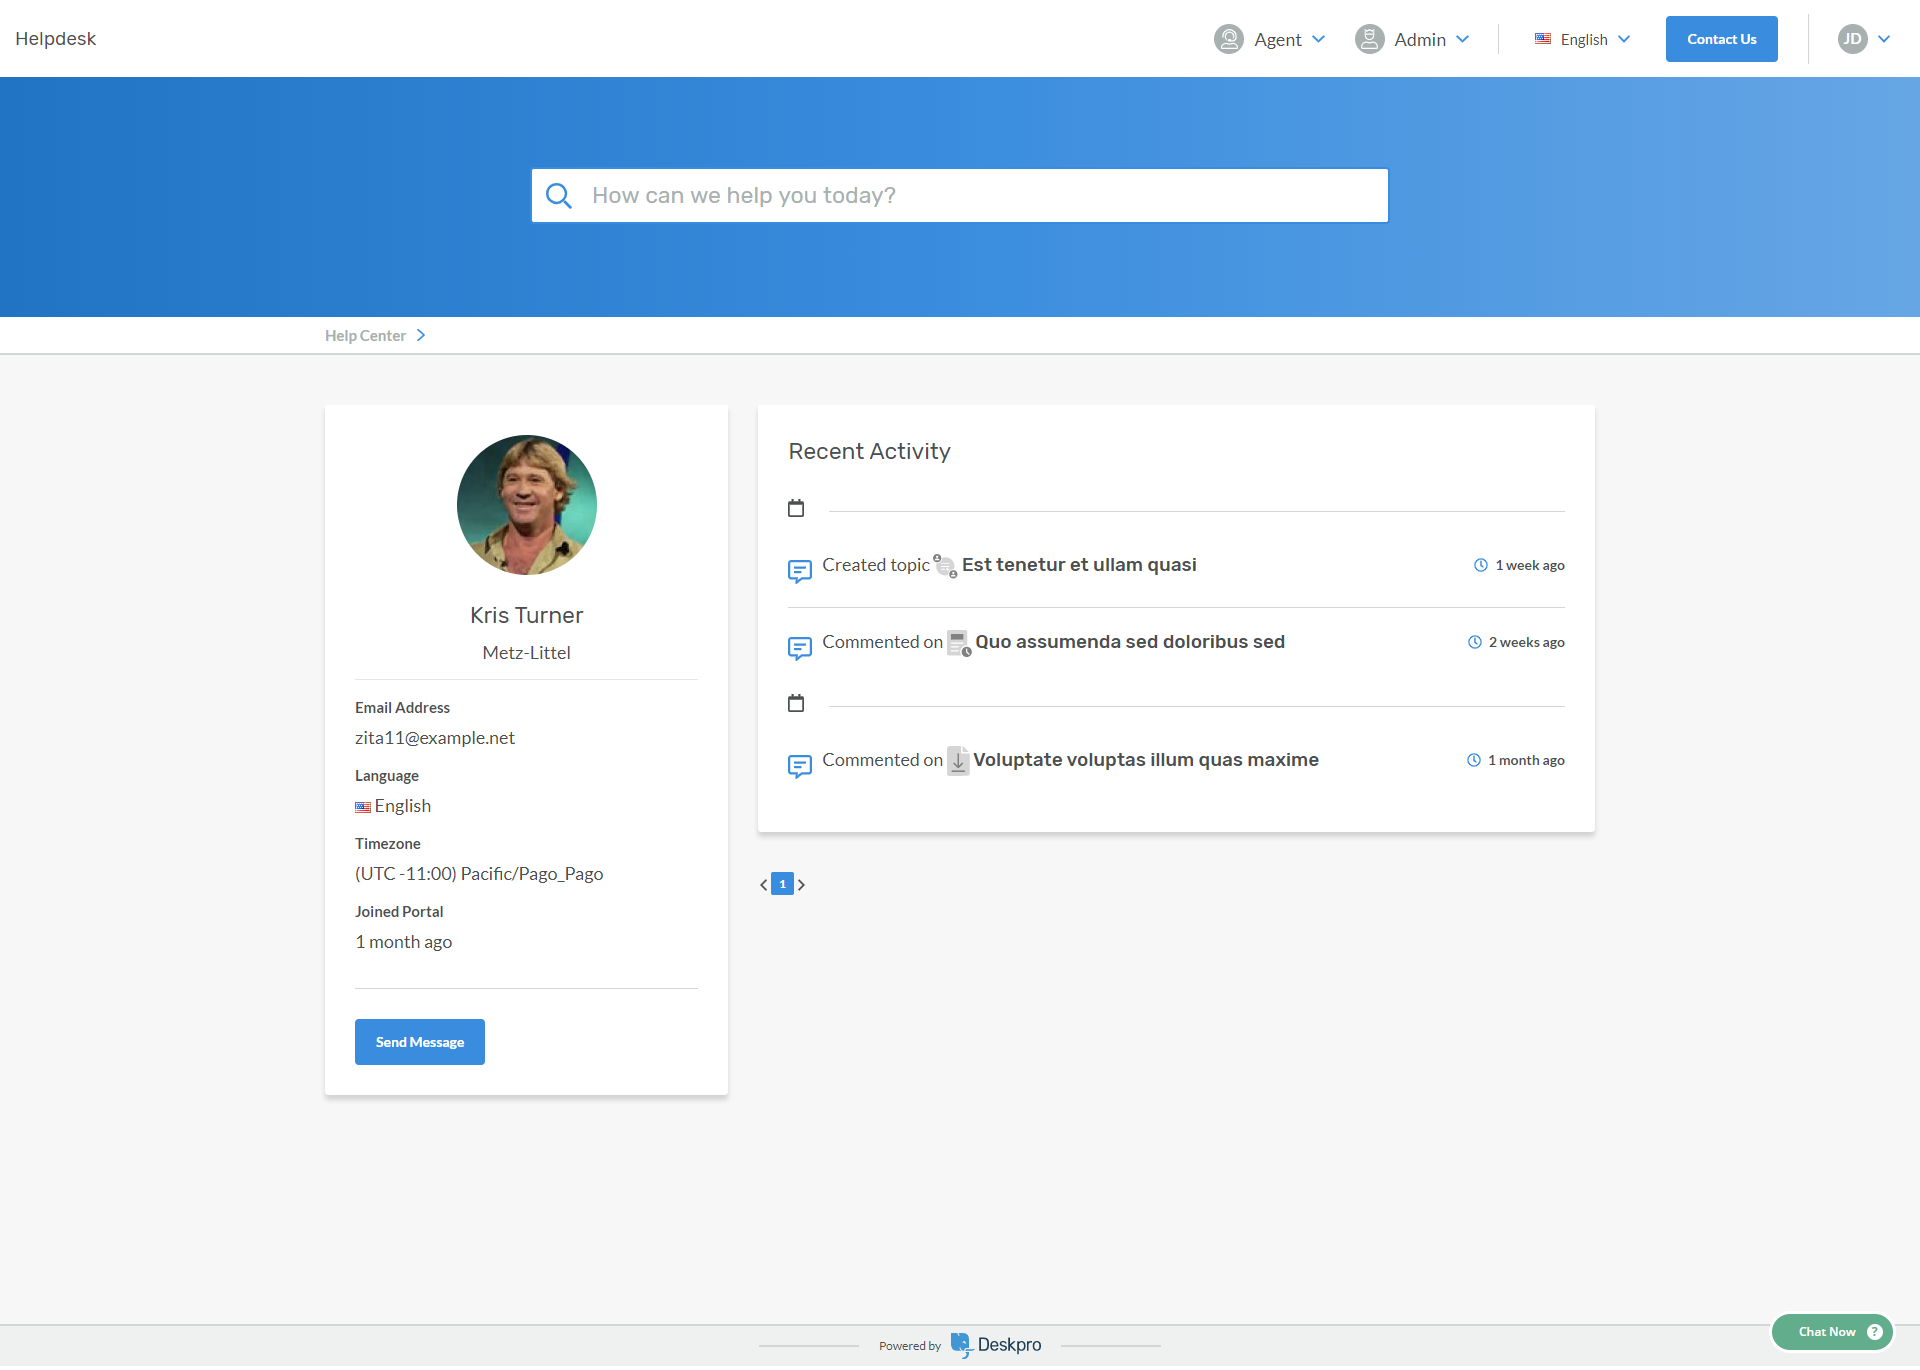 Helpdesk
Agent
Admin
English
Contact Us
JD
How can we help you today?
Help Center
Kris Turner
Metz-Littel
Email Address
zita11@example.net
Language
English
Timezone
(UTC -11:00) Pacific/Pago_Pago
Joined Portal
1 month ago
Send Message
Recent Activity
Created topic Est tenetur et ullam quasi 1 week ago
Commented on Quo assumenda sed doloribus sed 2 weeks ago
Commented on Voluptate voluptas illum quas maxime 1 month ago
1
Powered by Deskpro
Chat Now ?